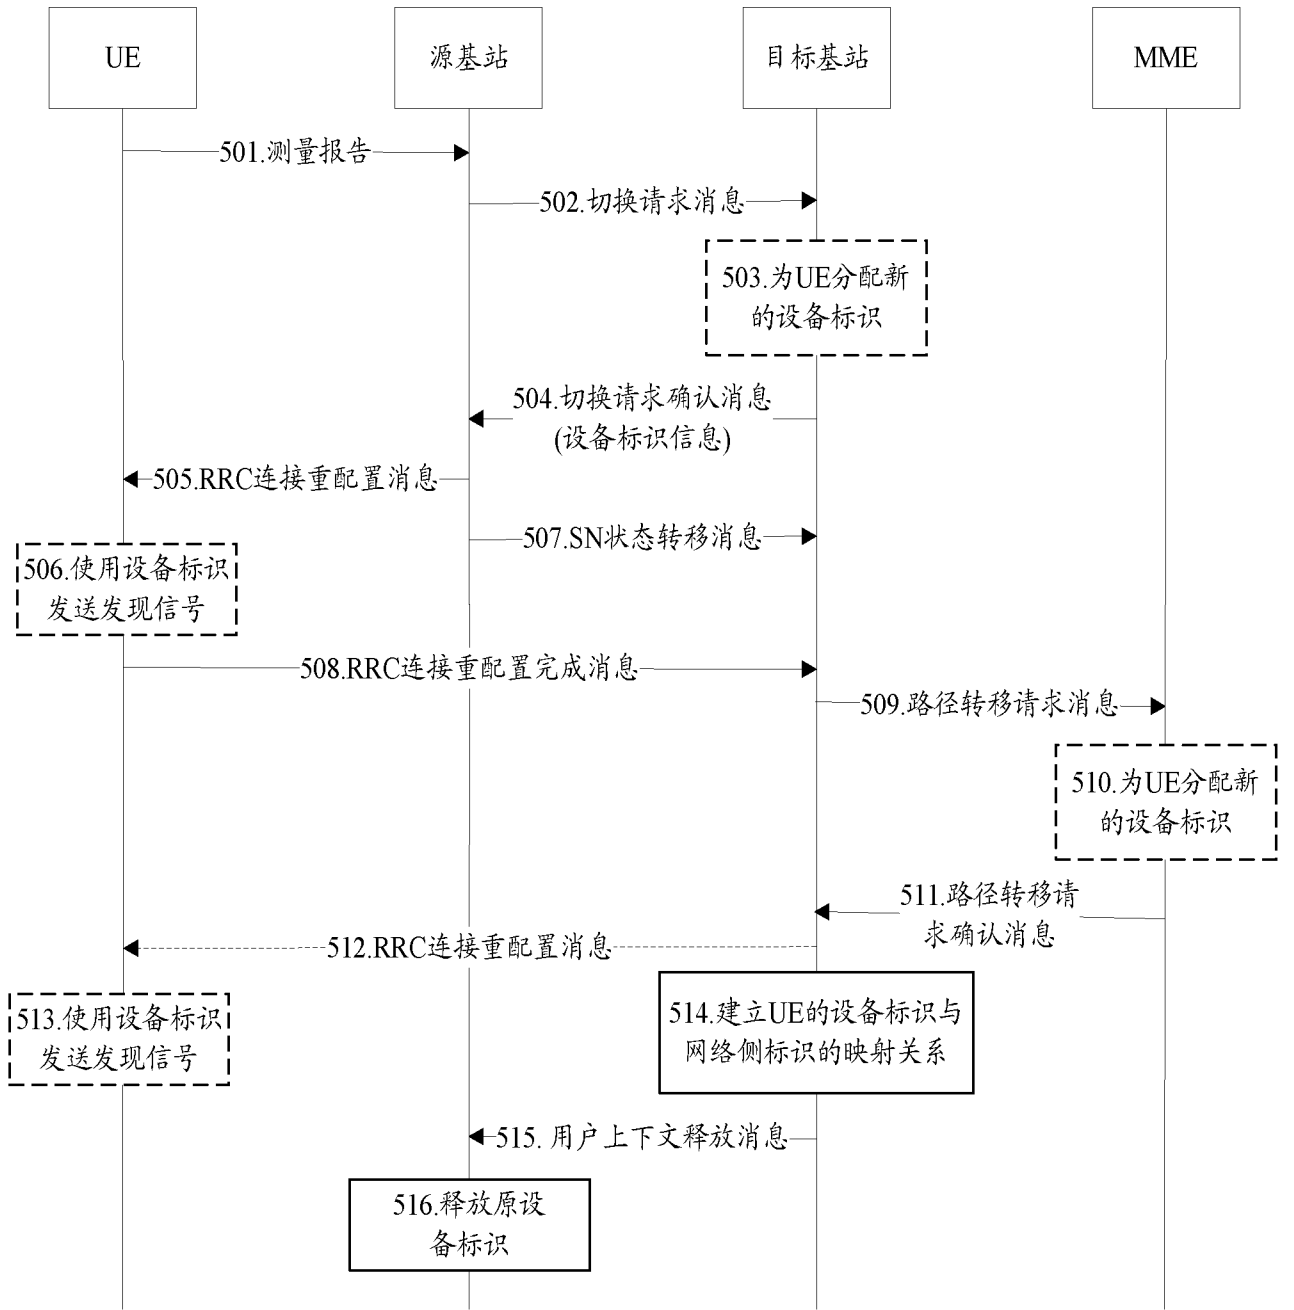 UE
源基站
目标基站
MME
501.测量报告
502.切换请求消息
503.为UE分配新
的设备标识
504.切换请求确认消息
(设备标识信息)
505.RRC连接重配置消息
507.SN状态转移消息
506.使用设备标识
发送发现信号
508.RRC连接重配置完成消息
509.路径转移请求消息
510.为UE分配新
的设备标识
511.路径转移请
求确认消息
512.RRC连接重配置消息
513.使用设备标识
发送发现信号
514.建立UE的设备标识与
网络侧标识的映射关系
515. 用户上下文释放消息
516.释放原设
备标识